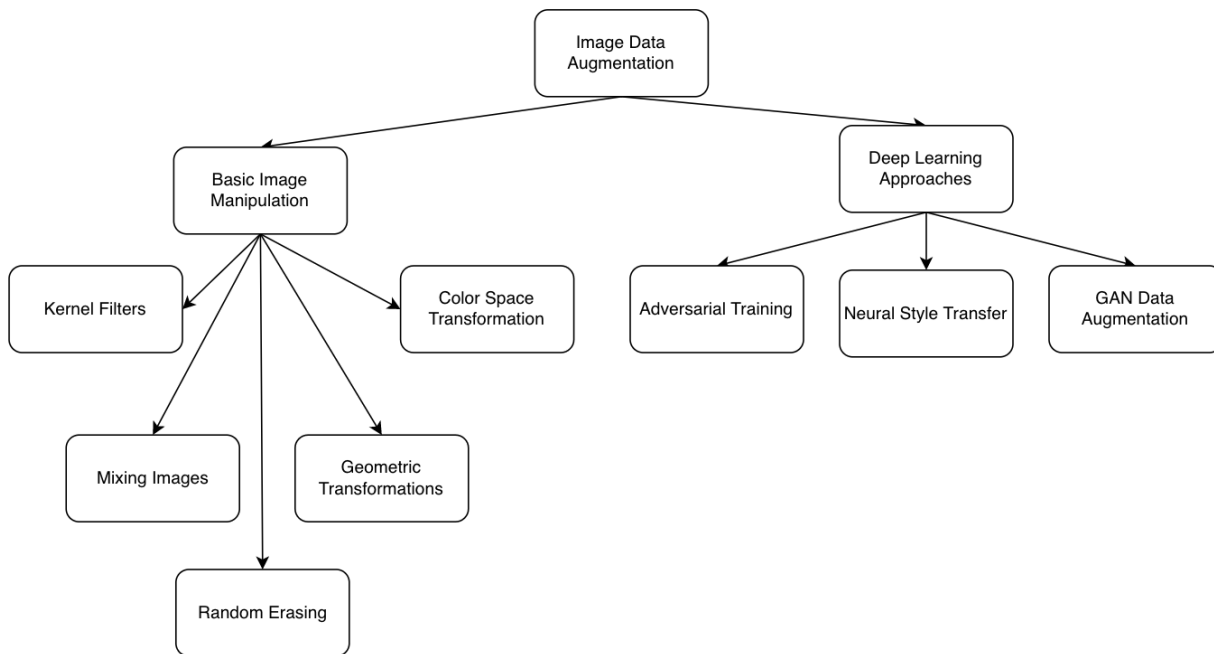 Image Data
Augmentation
Deep Learning
Approaches
Basic Image
Manipulation
Kernel Filters
Color Space
Transformation
Adversarial Training
Neural Style Transfer
GAN Data
Augmentation
Mixing Images
Geometric
Transformations
Random Erasing